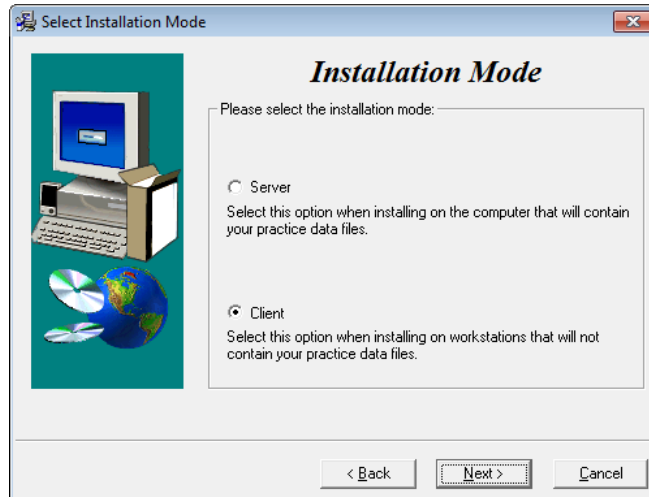 Select Installation Mode
Installation Mode
Please select the installation mode:
Server
Select this option when installing on the computer that will contain
your practice data files.
Client
Select this option when installing on workstations that will not
contain your practice data files.
< Back
Next >
Cancel